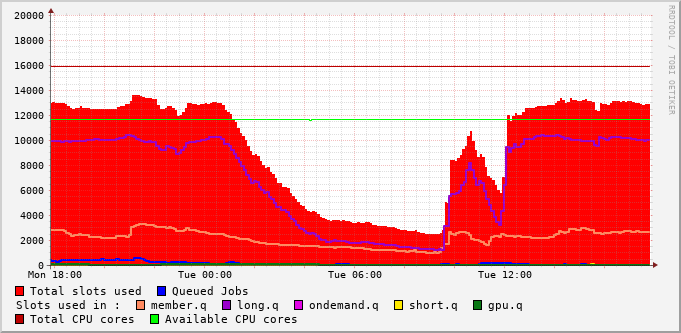 20000
18000
16000
14000
12000
10000
8000
6000
4000
2000
0
Mon 18:00 Tue 00:00 Tue 06:00 Tue 12:00
RRDTOOL / TOBI OETIKER
Total slots used Queued Jobs
Slots used in : member.q long.q ondemand.q short.q gpu.q
Total CPU cores Available CPU cores